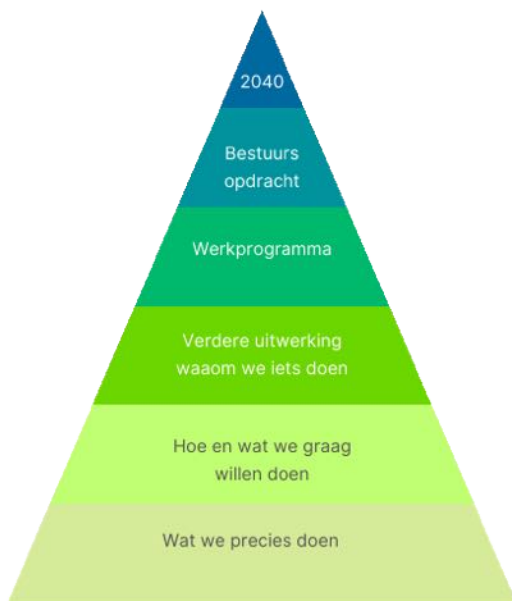 2040
Bestuurs
opdracht
Werkprogramma
Verdere uitwerking
waaom we iets doen
Hoe en wat we graag
willen doen
Wat we precies doen